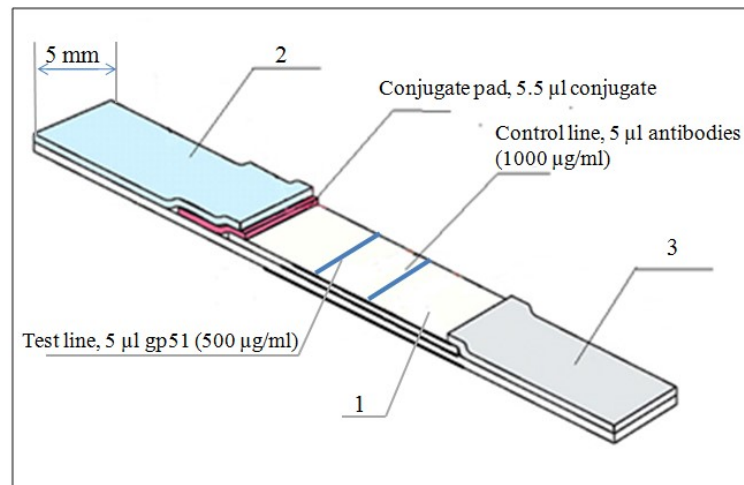 5 mm
2
Conjugate pad, 5.5 µl conjugate
Control line, 5 µl antibodies
(1000 µg/ml)
3
Test line, 5 µl gp51 (500 µg/ml)
1